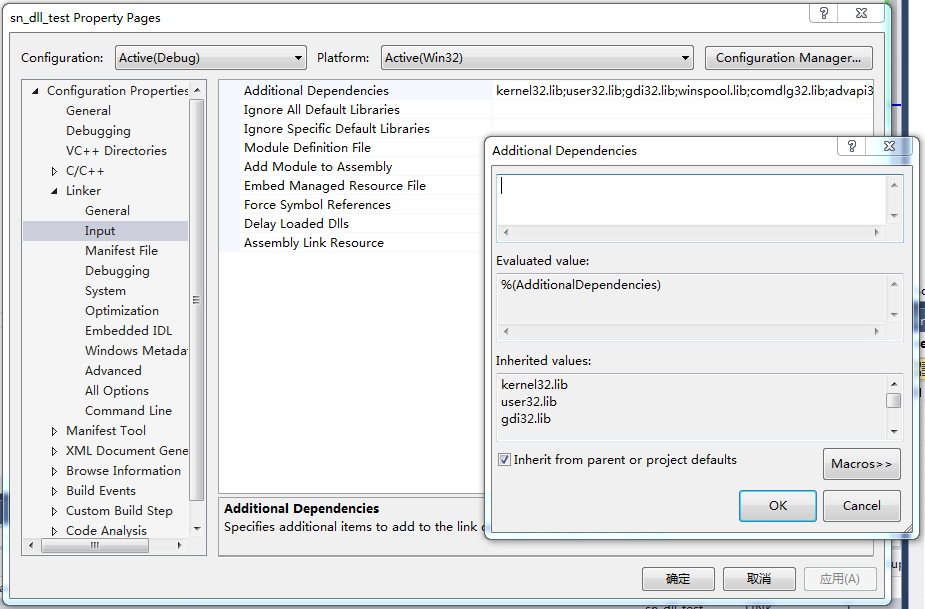 sn_dll_test Property Pages
Configuration: Active(Debug) Platform: Active(Win32) Configuration Manager...
Configuration Properties
General
Debugging
VC++ Directories
C/C++
Linker
General
Input
Manifest File
Debugging
System
Optimization
Embedded IDL
Windows Metada
Advanced
All Options
Command Line
Manifest Tool
XML Document Gene
Browse Information
Build Events
Custom Build Step
Code Analysis
Additional Dependencies kernel32.lib;user32.lib;gdi32.lib;winspool.lib;comdlg32.lib;advapi3
Ignore All Default Libraries
Ignore Specific Default Libraries
Module Definition File
Add Module to Assembly
Embed Managed Resource File
Force Symbol References
Delay Loaded Dlls
Assembly Link Resource
Additional Dependencies
Specifies additional items to add to the link
Additional Dependencies
Evaluated value:
%(AdditionalDependencies)
Inherited values:
kernel32.lib
user32.lib
gdi32.lib
Inherit from parent or project defaults
Macros>>
OK Cancel
确定 取消 应用(A)